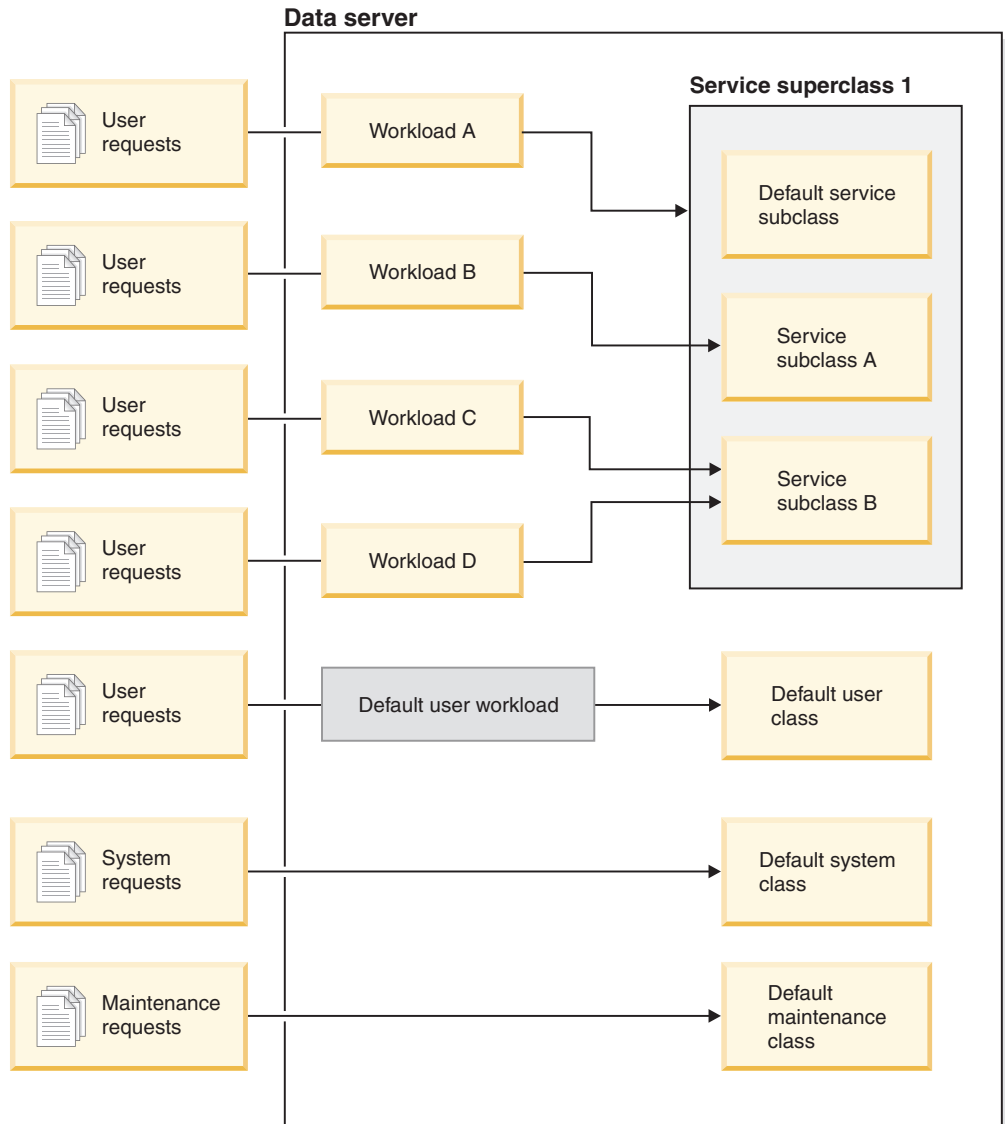 Data server
Service superclass 1
User
requests
Workload A
Default service
subclass
User
requests
Workload B
Service
subclass A
User
requests
Workload C
Service
subclass B
User
requests
Workload D
User
requests
Default user workload
Default user
class
System
requests
Default system
class
Maintenance
requests
Default
maintenance
class